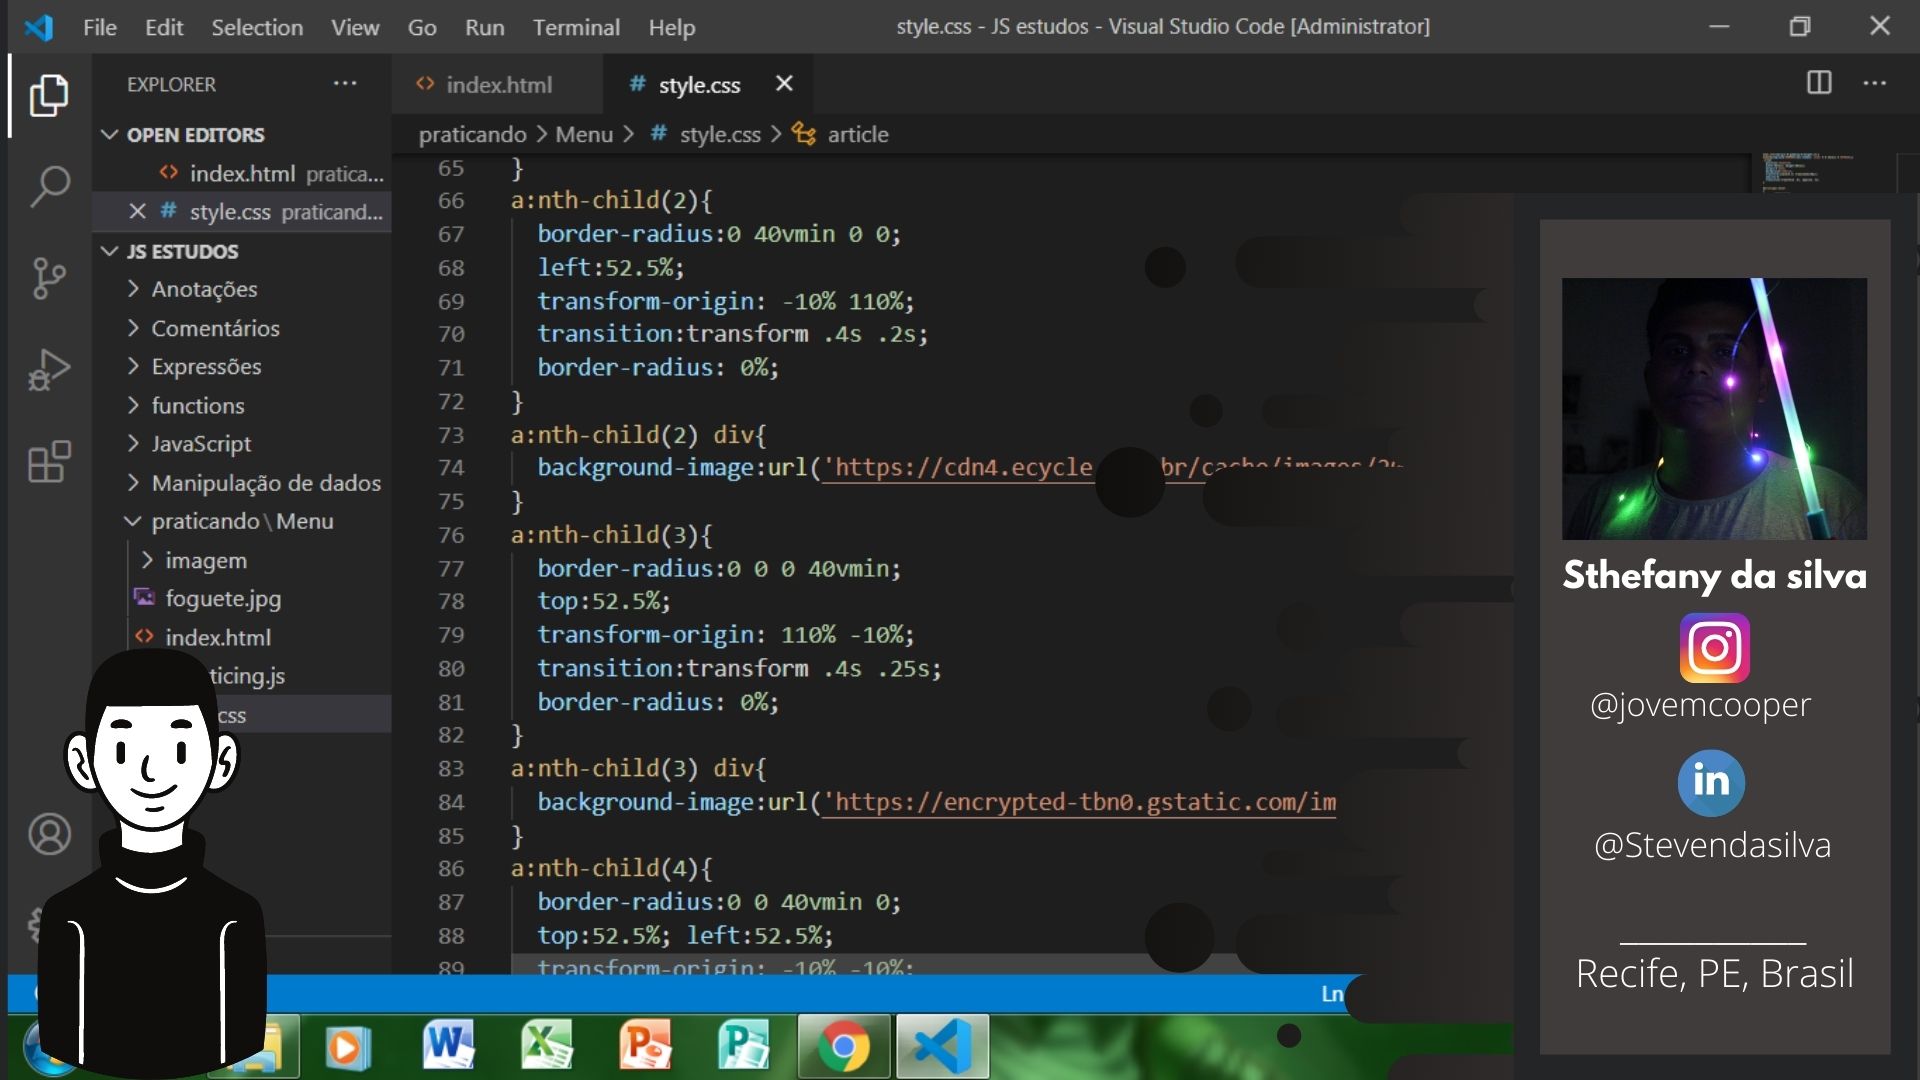 File Edit Selection View Go Run Terminal Help
style.css - JS estudos - Visual Studio Code [Administrator]
EXPLORER
OPEN EDITORS
index.html pratica...
style.css praticand...
JS ESTUDOS
Anotações
Comentários
Expressões
functions
JavaScript
Manipulação de dados
praticando\Menu
imagem
foguete.jpg
index.html
ticing.js
css
index.html
# style.css
praticando > Menu > # style.css > article
65 }
66 a:nth-child(2){
67 border-radius:0 40vmin 0 0;
68 left:52.5%;
69 transform-origin: -10% 110%;
70 transition:transform .4s .2s;
71 border-radius: 0%;
72 }
73 a:nth-child(2) div{
74 background-image:url('https://cdn4.ecycle br/cache/images/
75 }
76 a:nth-child(3){
77 border-radius:0 0 0 40vmin;
78 top:52.5%;
79 transform-origin: 110% -10%;
80 transition:transform .4s .25s;
81 border-radius: 0%;
82 }
83 a:nth-child(3) div{
84 background-image:url('https://encrypted-tbn0.gstatic.com/im
85 }
86 a:nth-child(4){
87 border-radius:0 0 40vmin 0;
88 top:52.5%; left:52.5%;
89 transform-origin: -10% -10%;
Ln
Sthefany da silva
@jovemcooper
in
@Stevendasilva
Recife, PE, Brasil